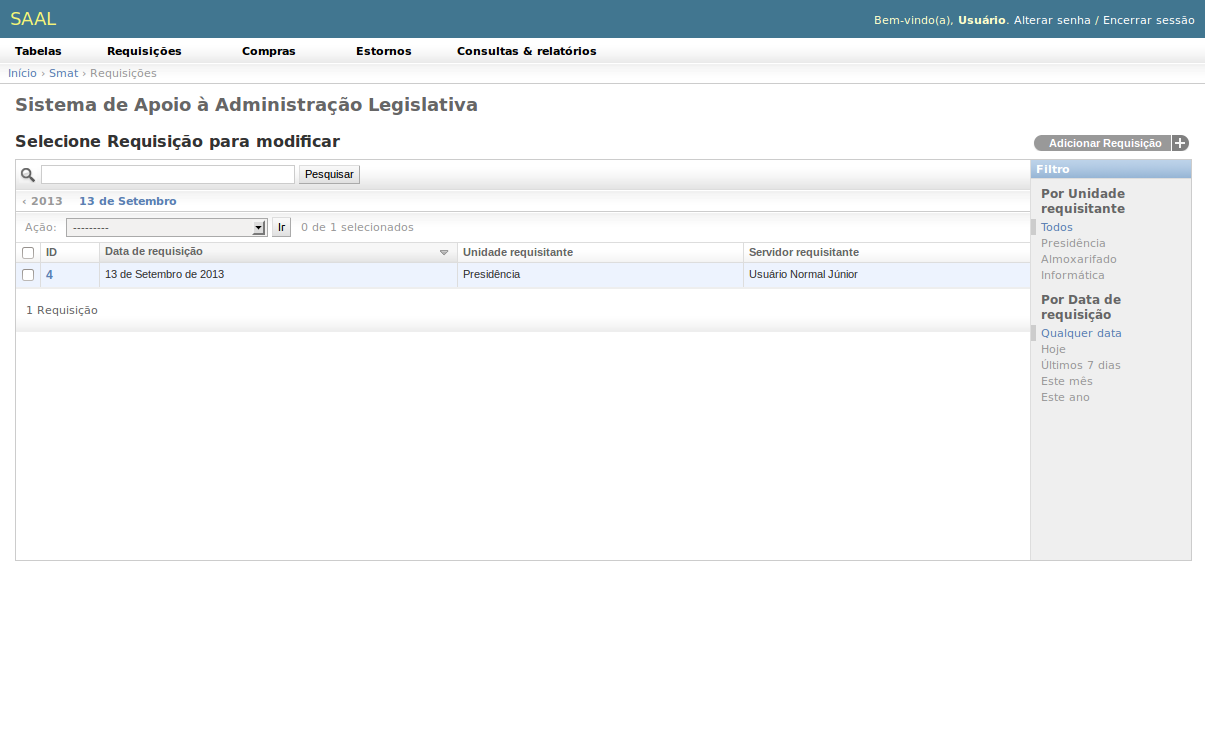 SAAL
Bem-vindo(a), Usuário. Alterar senha / Encerrar sessão
Tabelas Requisições Compras Estornos Consultas & relatórios
Início › Smat › Requisições
Sistema de Apoio à Administração Legislativa
Selecione Requisição para modificar
Adicionar Requisição
Pesquisar
‹ 2013 13 de Setembro
Ação: --------- Ir 0 de 1 selecionados
ID Data de requisição Unidade requisitante Servidor requisitante
4 13 de Setembro de 2013 Presidência Usuário Normal Júnior
1 Requisição
Filtro
Por Unidade
requisitante
Todos
Presidência
Almoxarifado
Informática
Por Data de
requisição
Qualquer data
Hoje
Últimos 7 dias
Este mês
Este ano